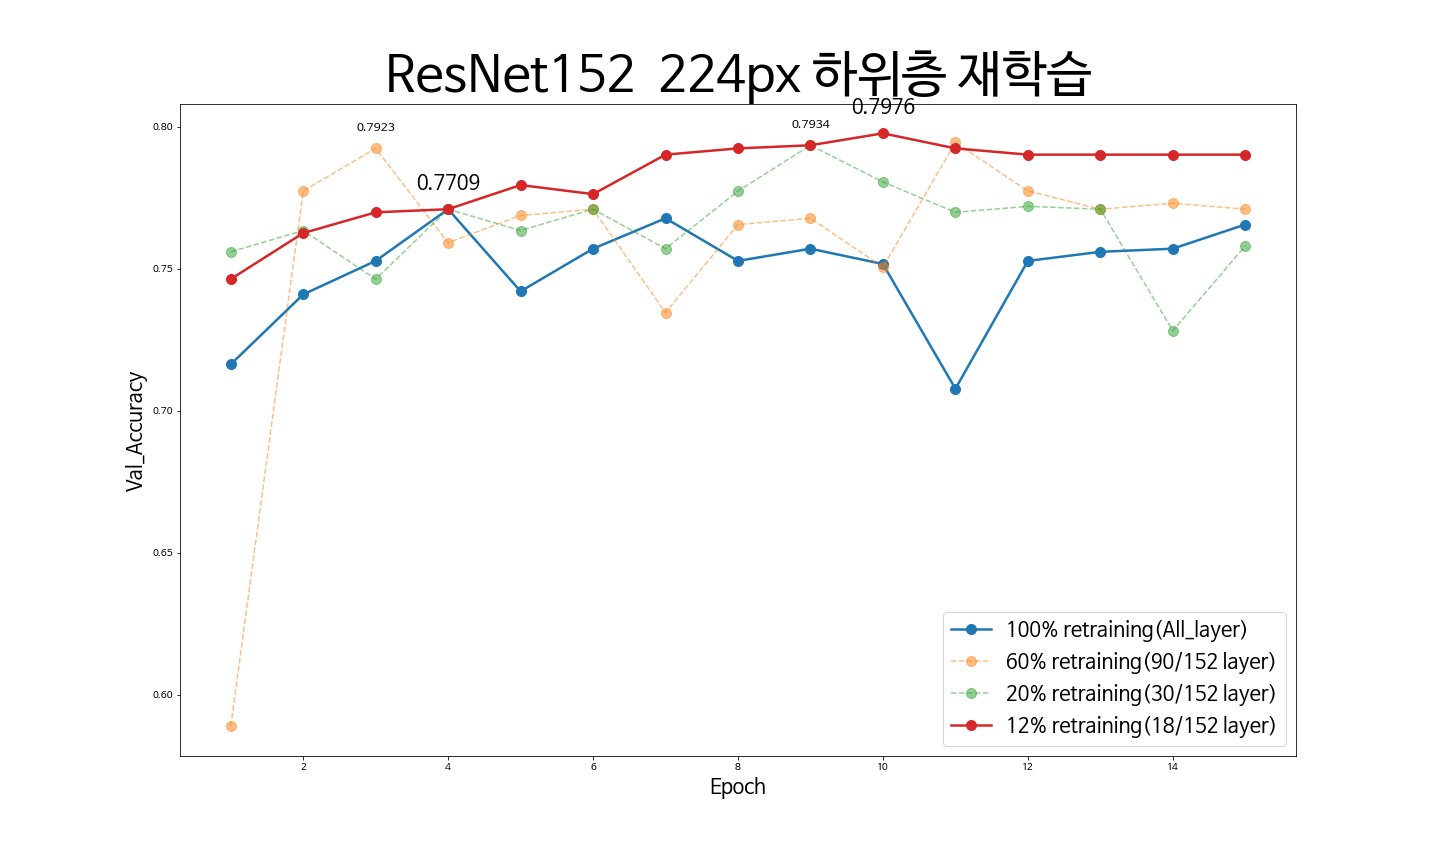 ResNet152 224px 하위층 재학습
0.7976
0.7923
0.7934
0.7709
0.80
0.75
0.70
0.65
0.60
Val_Accuracy
2 4 6 8 10 12 14
Epoch
100% retraining(All_layer)
60% retraining(90/152 layer)
20% retraining(30/152 layer)
12% retraining(18/152 layer)